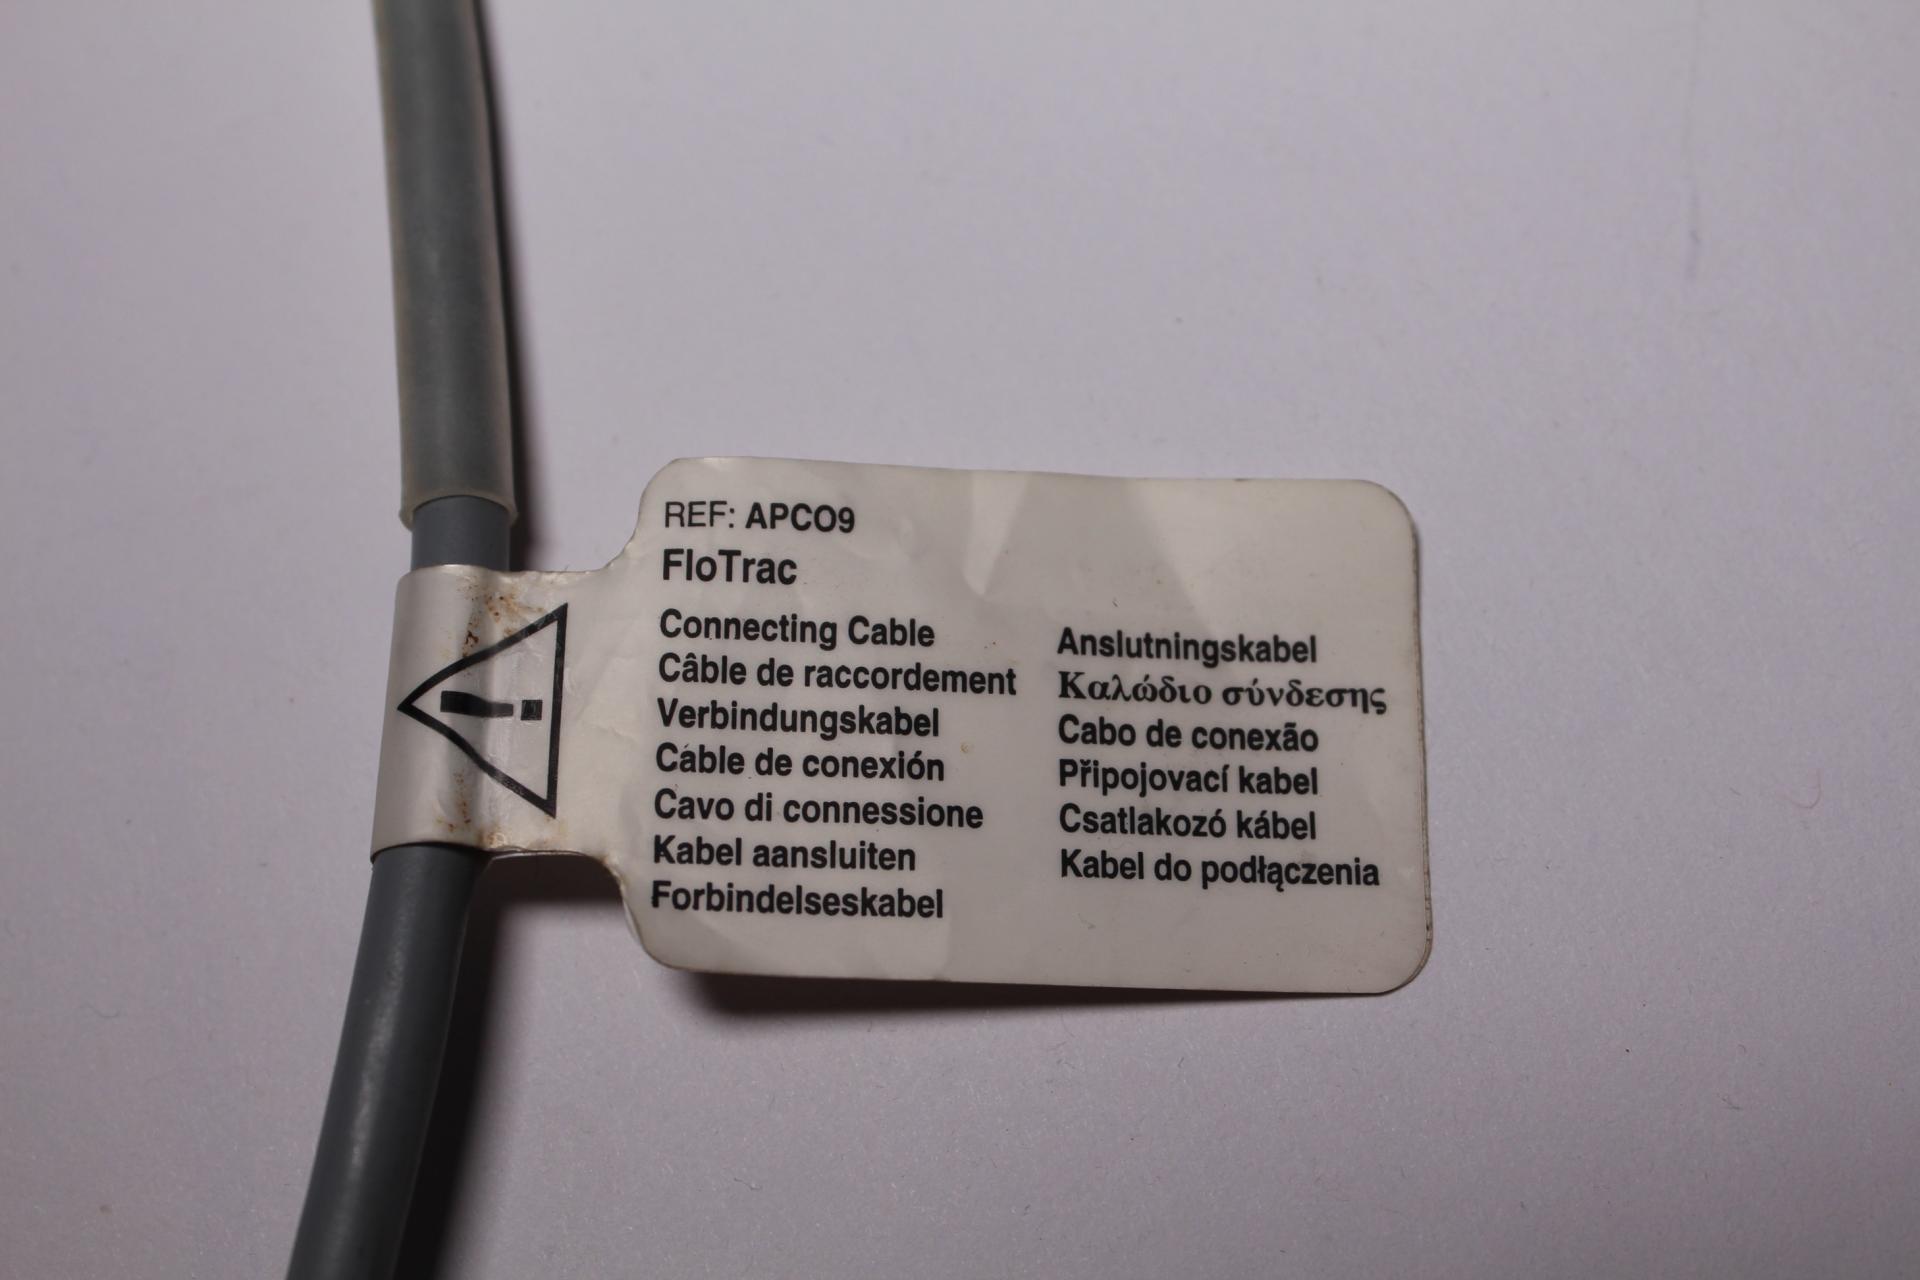 REF: APCO9
FloTrac
Connecting Cable
Câble de raccordement
Verbindungskabel
Cáble de conexión
Cavo di connessione
Kabel aansluiten
Forbindelseskabel
Anslutningskabel
Καλώδιο σύνδεσης
Cabo de conexão
Připojovací kabel
Csatlakozó kábel
Kabel do podłączenia